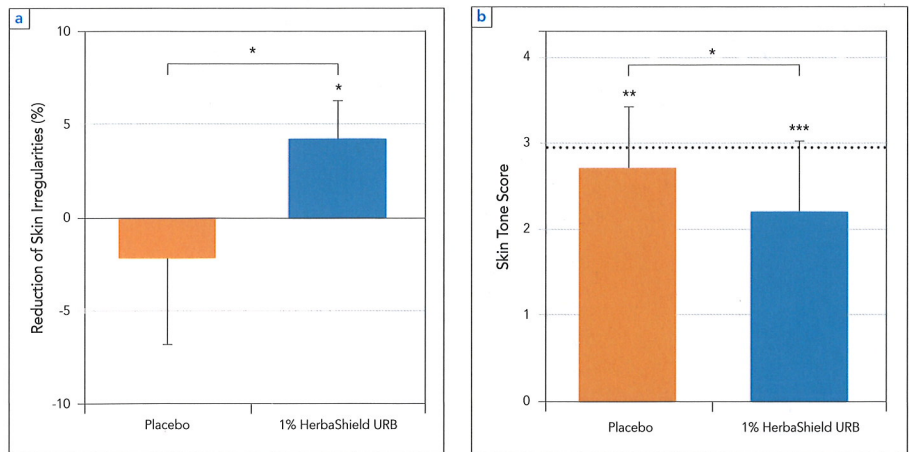 a
10
5
0
-5
-10
Reduction of Skin Irregularities (%)
*
*
Placebo
1% HerbaShield URB
b
4
3
2
1
0
Skin Tone Score
*
**
***
Placebo
1% HerbaShield URB